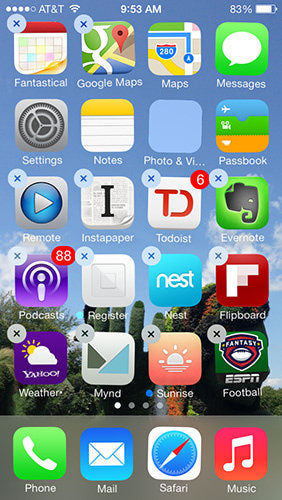 AT&T 9:53 AM 83%
Fantastical Google Maps Maps Messages
280
Settings Notes Photo & Vi... Passbook
I TD 6
Remote Instapaper Todoist Evernote
88 nest
Podcasts Register Nest Flipboard
YAHOO! FANTASY ESPN
Weather Mynd Sunrise Football
Phone Mail Safari Music